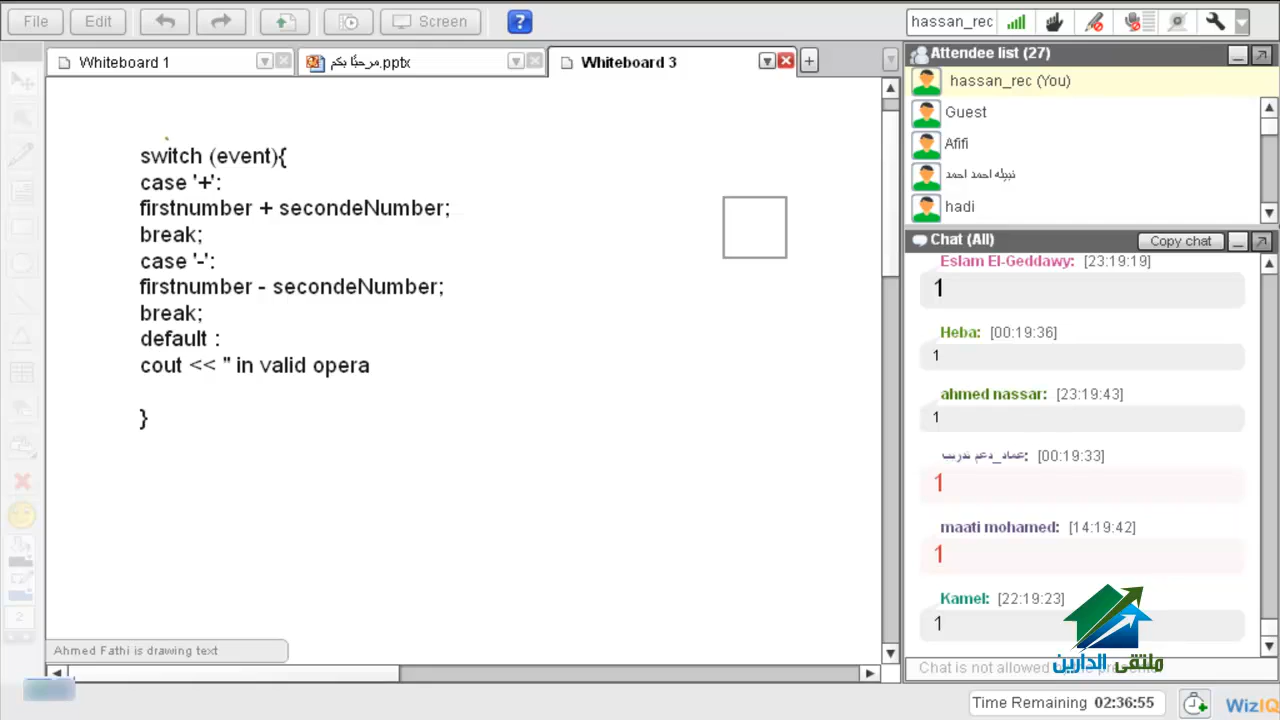 File
Edit
Screen
?
hassan_rec
Whiteboard 1
مرحبًا بكم.pptx
Whiteboard 3
+
Attendee list (27)
hassan_rec (You)
Guest
Afifi
نبيله احمد احمد
hadi
switch (event){
case '+':
firstnumber + secondeNumber;
break;
case '-':
firstnumber - secondeNumber;
break;
default :
cout << " in valid opera
}
Chat (All)
Copy chat
Eslam El-Geddawy: [23:19:19]
1
Heba: [00:19:36]
1
ahmed nassar: [23:19:43]
1
عماد_دعم تدريب: [00:19:33]
1
maati mohamed: [14:19:42]
1
Kamel: [22:19:23]
1
ملتقى الدارين
Chat is not allowed
2
Ahmed Fathi is drawing text
Time Remaining 02:36:55
WizIQ